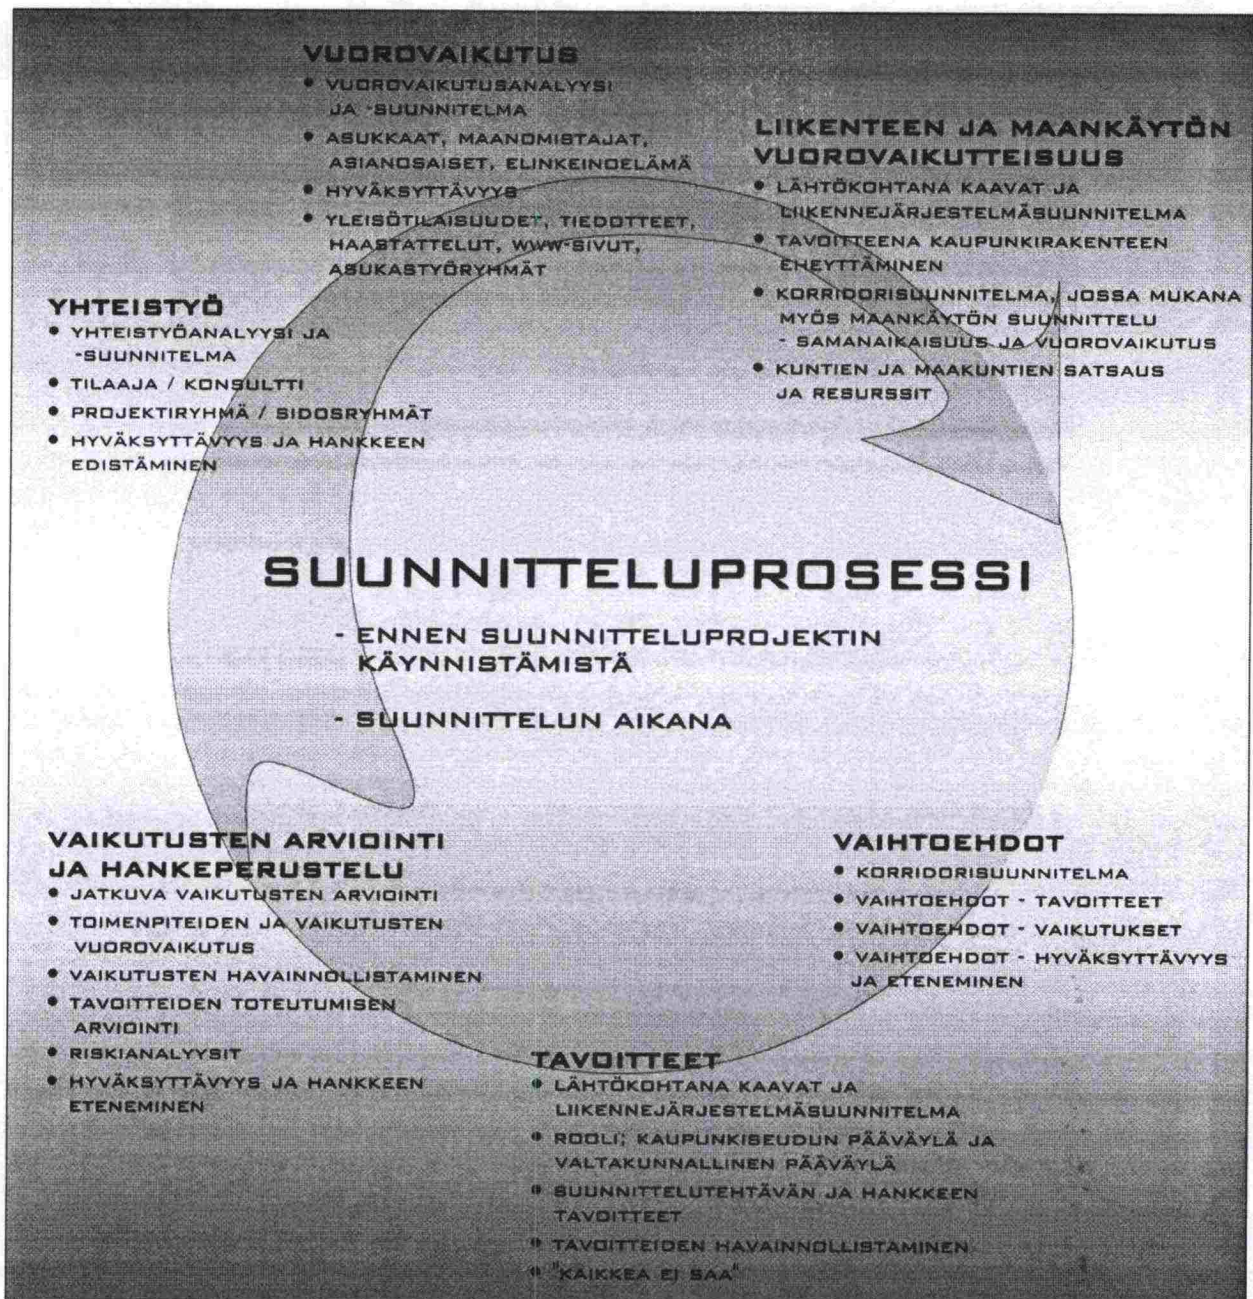 VUOROVAIKUTUS
• VUOROVAIKUTUSANALYYSI
JA -SUUNNITELMA
• ASUKKAAT, MAANOMISTAJAT,
ASIANOSAISET, ELINKEINOELÄMÄ
• HYVÄKSYTTÄVYYS
• YLEISÖTILAISUUDET, TIEDOTTEET,
HAASTATTELUT, WWW-SIVUT,
ASUKASTYÖRYHMÄT
LIIKENTEEN JA MAANKÄYTÖN
VUOROVAIKUTTEISUUS
• LÄHTÖKOHTANA KAAVAT JA
LIIKENNEJÄRJESTELMÄSUUNNITELMA
• TAVOITTEENA KAUPUNKIRAKENTEEN
EHEYTTÄMINEN
• KORRIDORISUUNNITELMA, JOSSA MUKANA
MYÖS MAANKÄYTÖN SUUNNITTELU
- SAMANAIKAISUUS JA VUOROVAIKUTUS
• KUNTIEN JA MAAKUNTIEN SATSAUS
JA RESURSSIT
YHTEISTYÖ
• YHTEISTYÖANALYYSI JA
-SUUNNITELMA
• TILAAJA / KONSULTTI
• PROJEKTIRYHMÄ / SIDOSRYHMÄT
• HYVÄKSYTTÄVYYS JA HANKKEEN
EDISTÄMINEN
SUUNNITTELUPROSESSI
- ENNEN SUUNNITTELUPROJEKTIN
KÄYNNISTÄMISTÄ
- SUUNNITTELUN AIKANA
VAIKUTUSTEN ARVIOINTI
JA HANKEPERUSTELU
• JATKUVA VAIKUTUSTEN ARVIOINTI
• TOIMENPITEIDEN JA VAIKUTUSTEN
VUOROVAIKUTUS
• VAIKUTUSTEN HAVAINNOLLISTAMINEN
• TAVOITTEIDEN TOTEUTUMISEN
ARVIOINTI
• RISKIANALYYSIT
• HYVÄKSYTTÄVYYS JA HANKKEEN
ETENEMINEN
VAIHTOEHDOT
• KORRIDORISUUNNITELMA
• VAIHTOEHDOT - TAVOITTEET
• VAIHTOEHDOT - VAIKUTUKSET
• VAIHTOEHDOT - HYVÄKSYTTÄVYYS
JA ETENEMINEN
TAVOITTEET
• LÄHTÖKOHTANA KAAVAT JA
LIIKENNEJÄRJESTELMÄSUUNNITELMA
• ROOLI; KAUPUNKISEUDUN PÄÄVÄYLÄ JA
VALTAKUNNALLINEN PÄÄVÄYLÄ
• SUUNNITTELUTEHTÄVÄN JA HANKKEEN
TAVOITTEET
• TAVOITTEIDEN HAVAINNOLLISTAMINEN
• "KAIKKEA EI SAA"